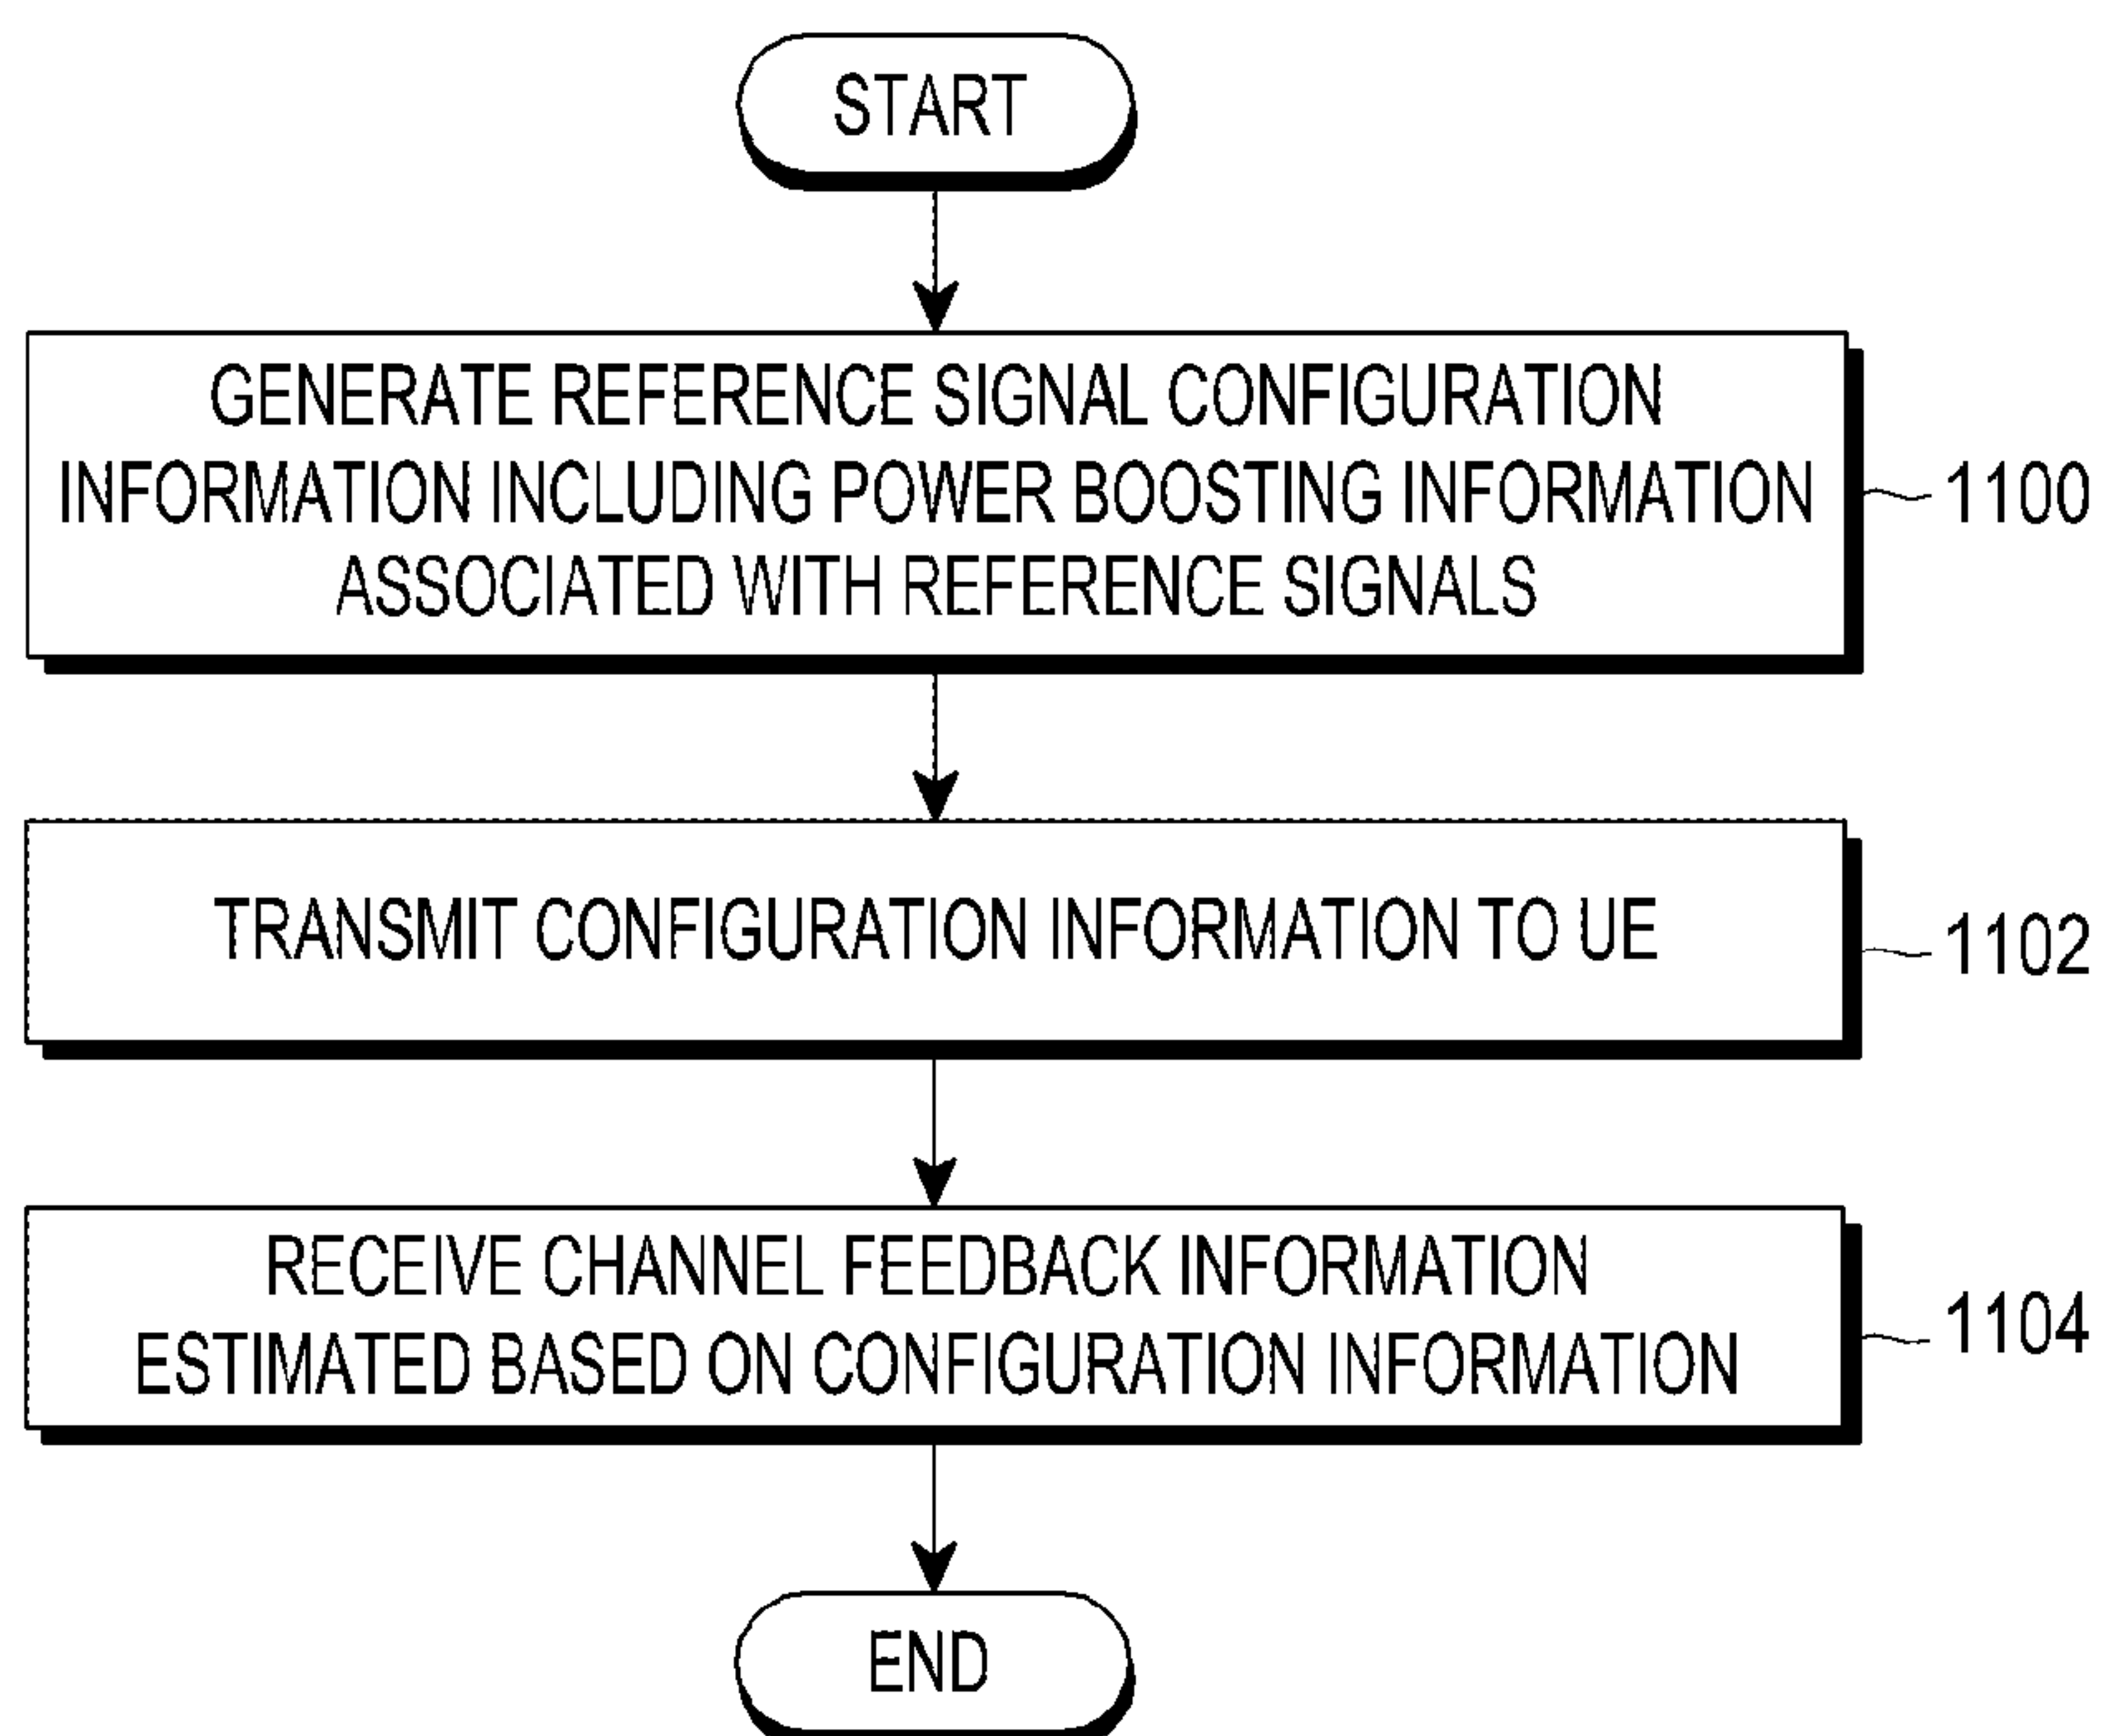 START
GENERATE REFERENCE SIGNAL CONFIGURATION
INFORMATION INCLUDING POWER BOOSTING INFORMATION
ASSOCIATED WITH REFERENCE SIGNALS
1100
TRANSMIT CONFIGURATION INFORMATION TO UE
1102
RECEIVE CHANNEL FEEDBACK INFORMATION
ESTIMATED BASED ON CONFIGURATION INFORMATION
1104
END